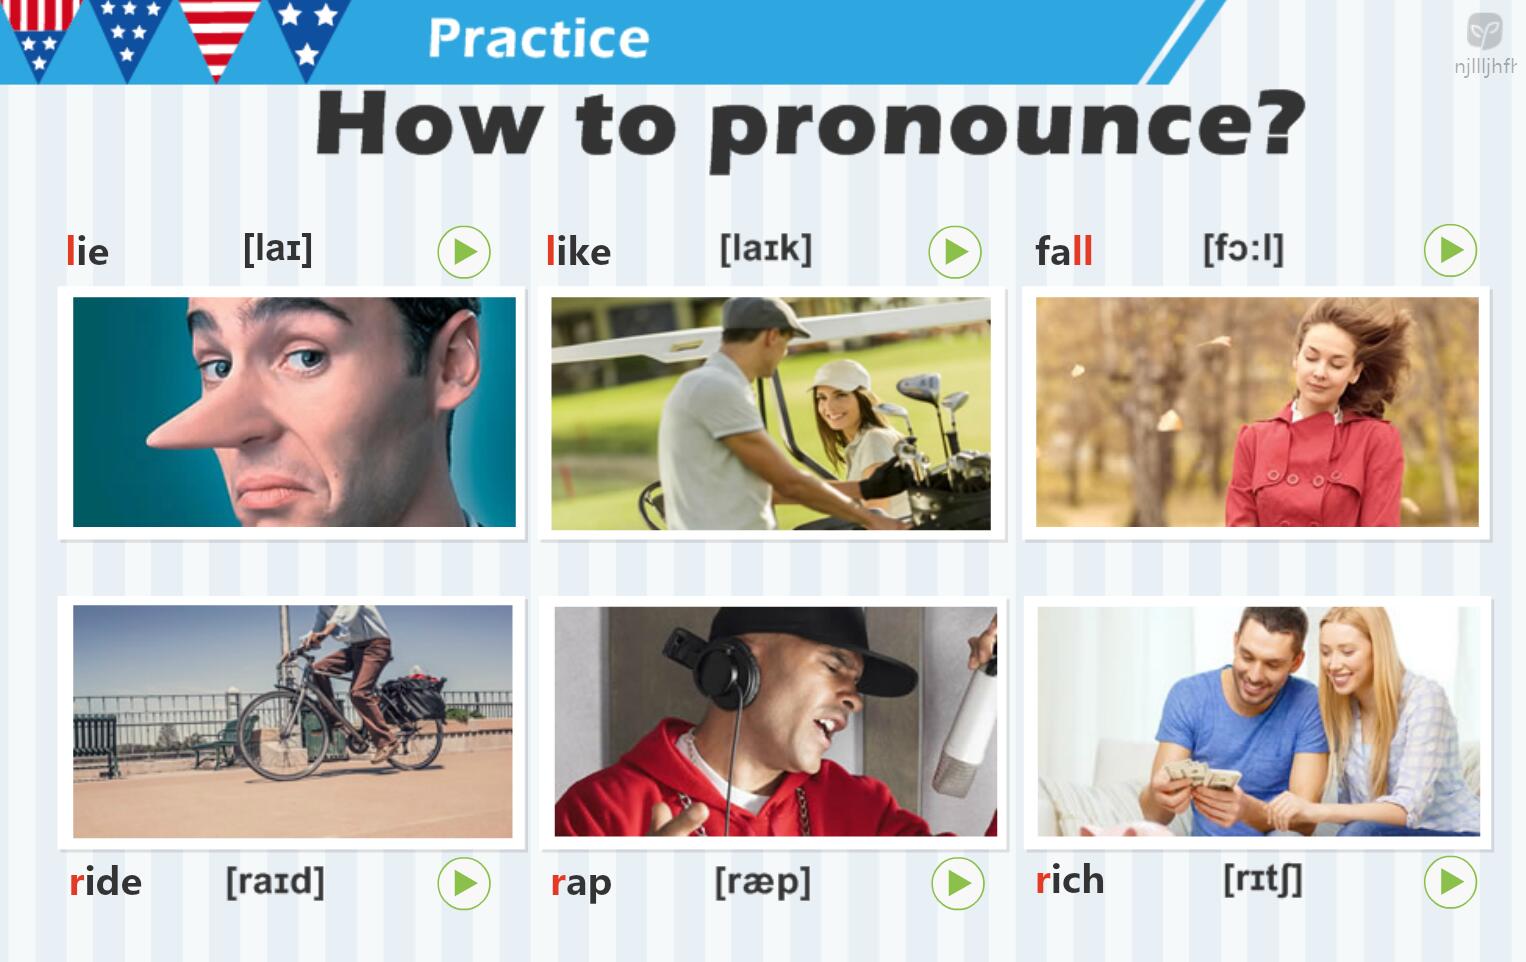 Practice
njllljhfh
How to pronounce?
lie [laɪ]
like [laɪk]
fall [fɔ:l]
ride [raɪd]
rap [ræp]
rich [rɪtʃ]